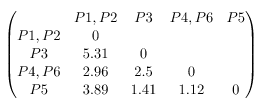 P1, P2 P3 P4, P6 P5
P1, P2 0
P3 5.31 0
P4, P6 2.96 2.5 0
P5 3.89 1.41 1.12 0